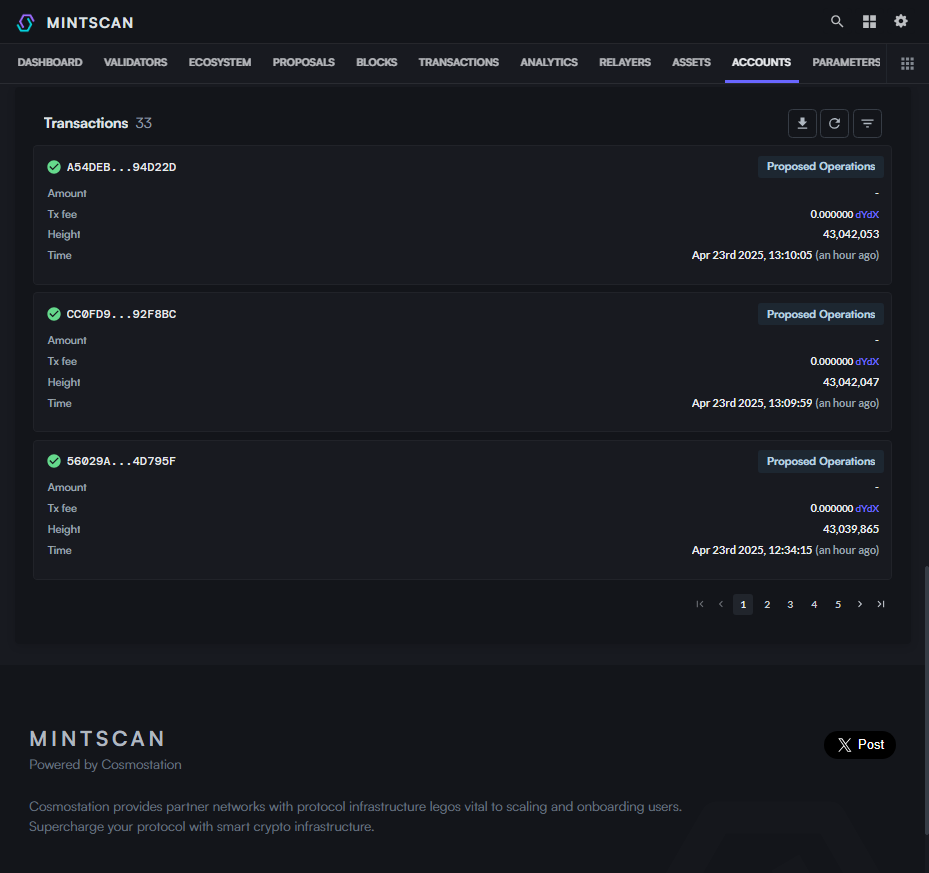 MINTSCAN
DASHBOARD VALIDATORS ECOSYSTEM PROPOSALS BLOCKS TRANSACTIONS ANALYTICS RELAYERS ASSETS ACCOUNTS PARAMETERS
Transactions 33
A54DEB...94D22D Proposed Operations
Amount -
Tx fee 0.000000 dYdX
Height 43,042,053
Time Apr 23rd 2025, 13:10:05 (an hour ago)
CC0FD9...92F8BC Proposed Operations
Amount -
Tx fee 0.000000 dYdX
Height 43,042,047
Time Apr 23rd 2025, 13:09:59 (an hour ago)
56029A...4D795F Proposed Operations
Amount -
Tx fee 0.000000 dYdX
Height 43,039,865
Time Apr 23rd 2025, 12:34:15 (an hour ago)
1 2 3 4 5
MINTSCAN
Powered by Cosmostation
X Post
Cosmostation provides partner networks with protocol infrastructure legos vital to scaling and onboarding users.
Supercharge your protocol with smart crypto infrastructure.